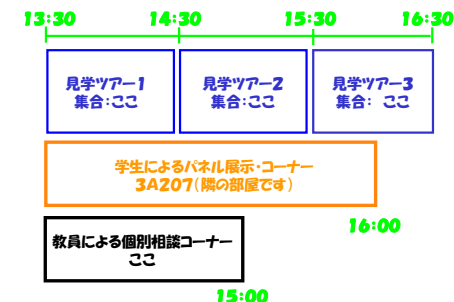 13:30 14:30 15:30 16:30
見学ツアー1 見学ツアー2 見学ツアー3
集合:ここ 集合:ここ 集合: ここ
学生によるパネル展示・コーナー
3A207(隣の部屋です)
16:00
教員による個別相談コーナー
ここ
15:00